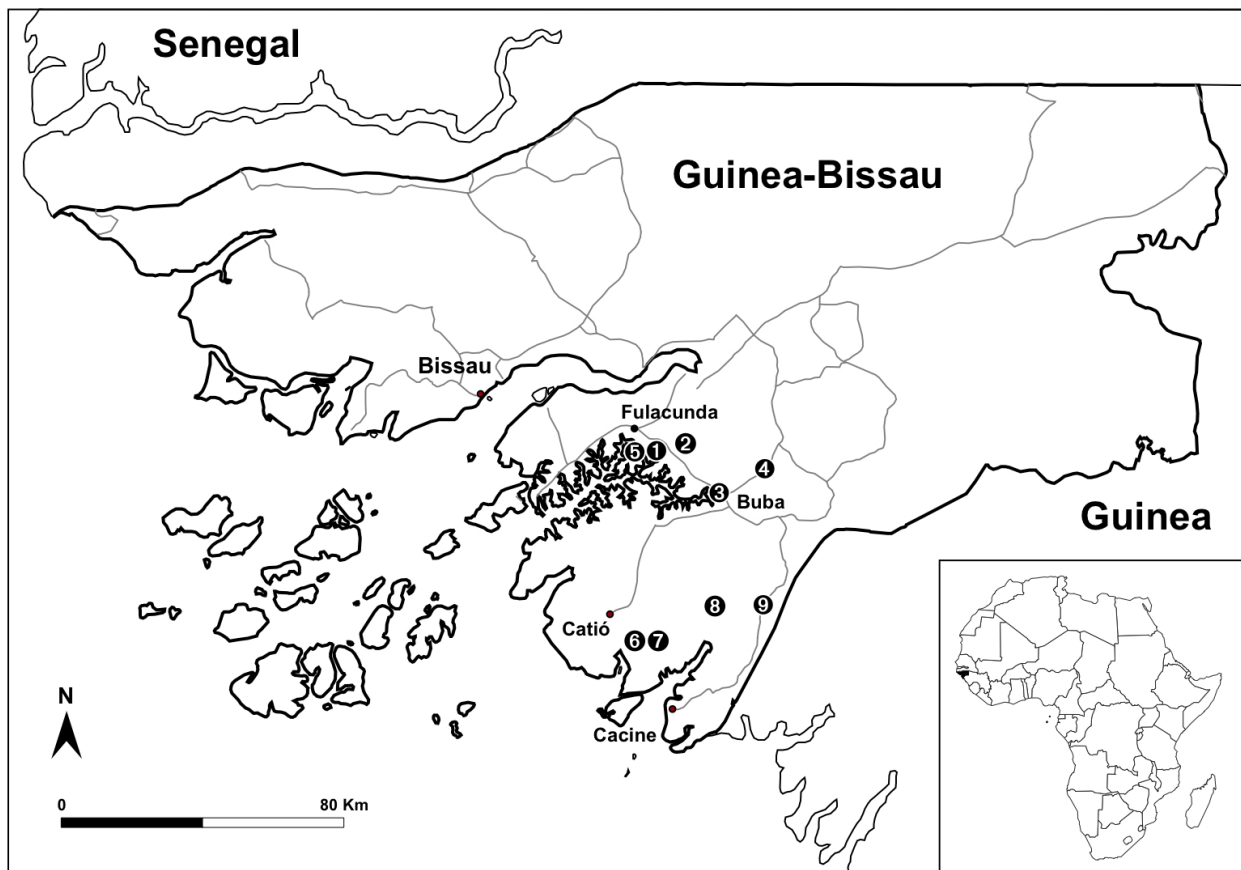 Senegal
Guinea-Bissau
Bissau
Fulacunda
5 1 2
4
3
Buba
Guinea
8 9
Catió
6 7
N
Cacine
0 80 Km